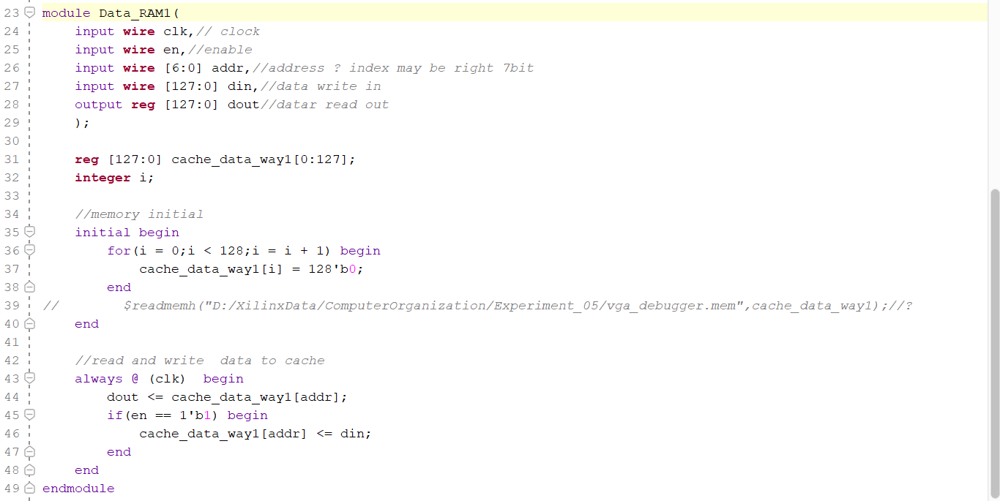 23 module Data_RAM1(
24     input wire clk,// clock
25     input wire en,//enable
26     input wire [6:0] addr,//address ? index may be right 7bit
27     input wire [127:0] din,//data write in
28     output reg [127:0] dout//datar read out
29     );
30
31     reg [127:0] cache_data_way1[0:127];
32     integer i;
33
34     //memory initial
35     initial begin
36         for(i = 0;i < 128;i = i + 1) begin
37             cache_data_way1[i] = 128'b0;
38         end
39 //        $readmemh("D:/XilinxData/ComputerOrganization/Experiment_05/vga_debugger.mem",cache_data_way1);//?
40     end
41
42     //read and write  data to cache
43     always @ (clk)  begin
44         dout <= cache_data_way1[addr];
45         if(en == 1'b1) begin
46             cache_data_way1[addr] <= din;
47         end
48     end
49 endmodule